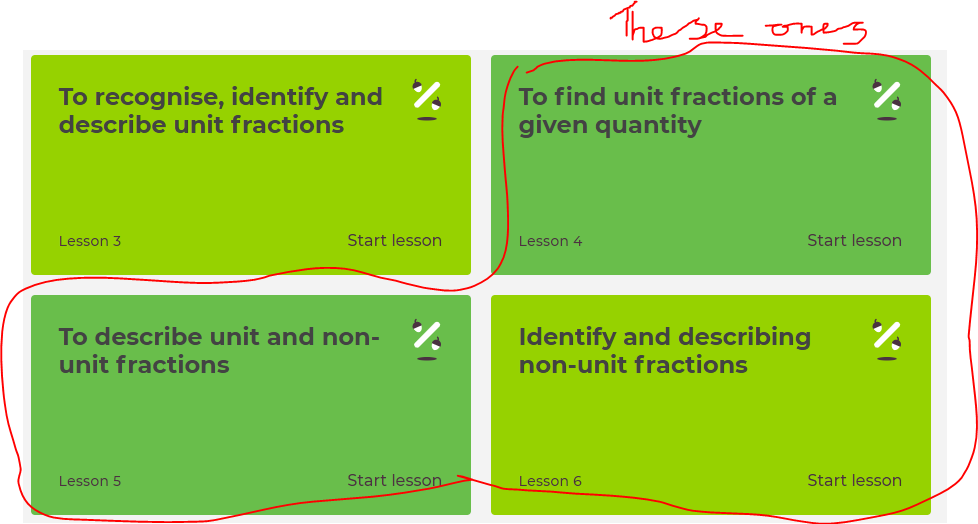 These ones
To recognise, identify and
describe unit fractions
Lesson 3
Start lesson
To find unit fractions of a
given quantity
Lesson 4
Start lesson
To describe unit and non-
unit fractions
Lesson 5
Start lesson
Identify and describing
non-unit fractions
Lesson 6
Start lesson